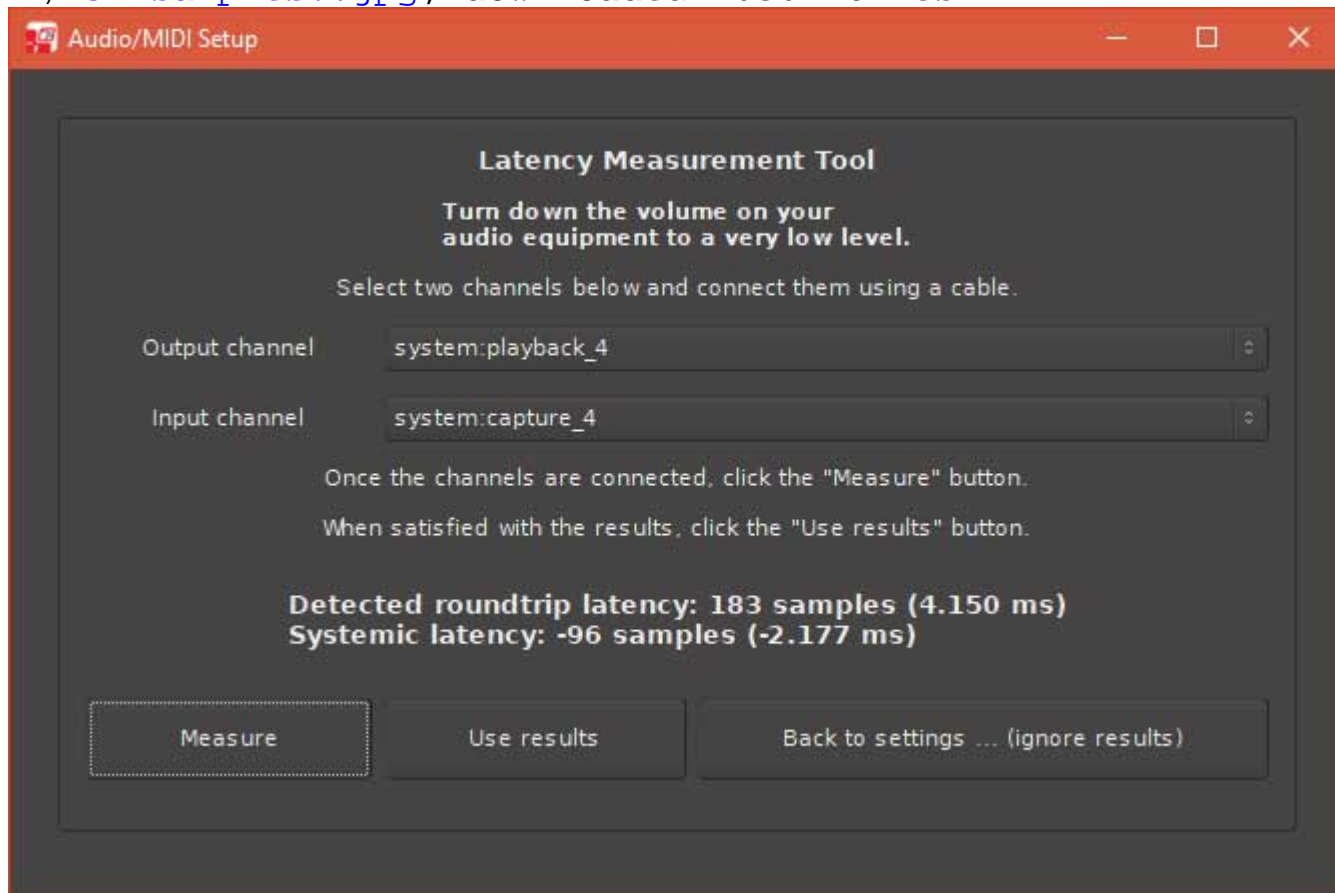 Audio/MIDI Setup
Latency Measurement Tool
Turn down the volume on your
audio equipment to a very low level.
Select two channels below and connect them using a cable.
Output channel system:playback_4
Input channel system:capture_4
Once the channels are connected, click the "Measure" button.
When satisfied with the results, click the "Use results" button.
Detected roundtrip latency: 183 samples (4.150 ms)
Systemic latency: -96 samples (-2.177 ms)
Measure Use results Back to settings ... (ignore results)